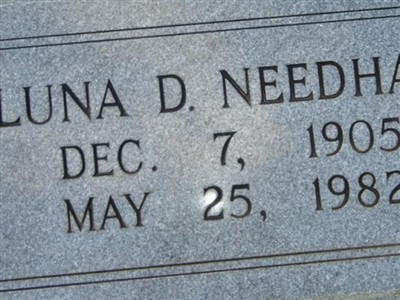 LUNA D. NEEDHA
DEC. 7, 1905
MAY 25, 1982